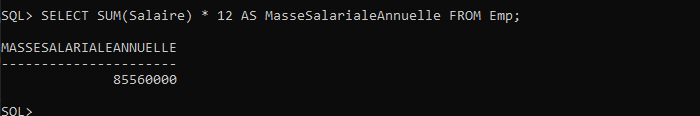 SQL> SELECT SUM(Salaire) * 12 AS MasseSalarialeAnnuelle FROM Emp;
MASSESALARIALEANNUELLE
----------------------
85560000
SQL>